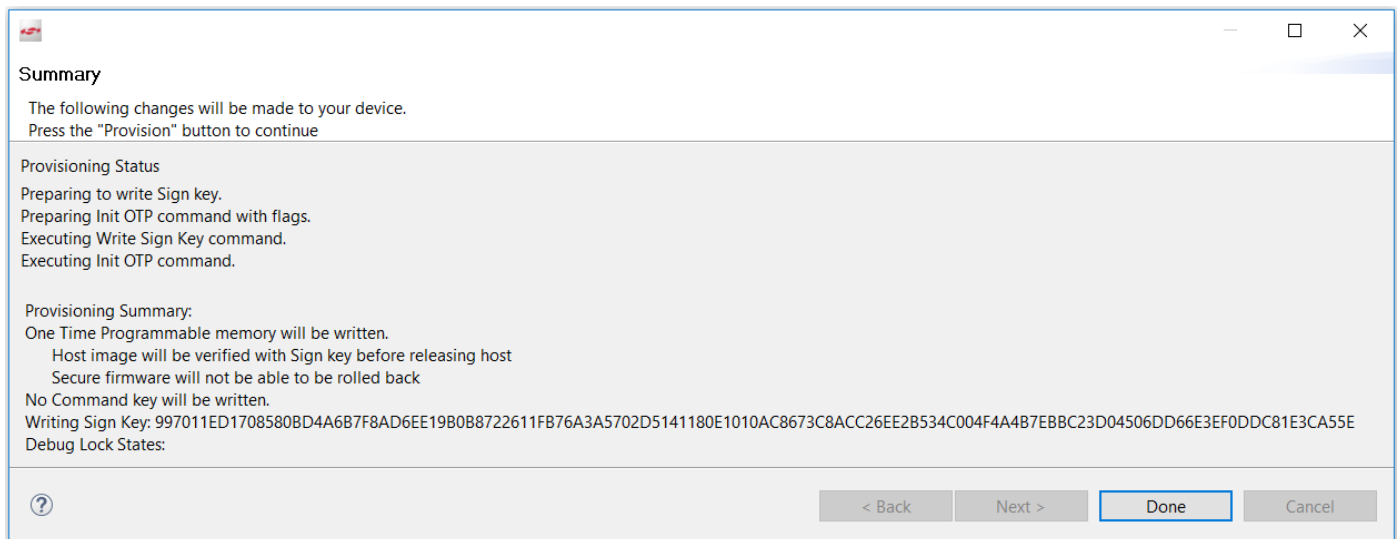 Summary
The following changes will be made to your device.
Press the "Provision" button to continue
Provisioning Status
Preparing to write Sign key.
Preparing Init OTP command with flags.
Executing Write Sign Key command.
Executing Init OTP command.
Provisioning Summary:
One Time Programmable memory will be written.
Host image will be verified with Sign key before releasing host
Secure firmware will not be able to be rolled back
No Command key will be written.
Writing Sign Key: 997011ED1708580BD4A6B7F8AD6EE19B0B8722611FB76A3A5702D5141180E1010AC8673C8ACC26EE2B534C004F4A4B7EBBC23D04506DD66E3EF0DDC81E3CA55E
Debug Lock States:
?
< Back Next > Done Cancel